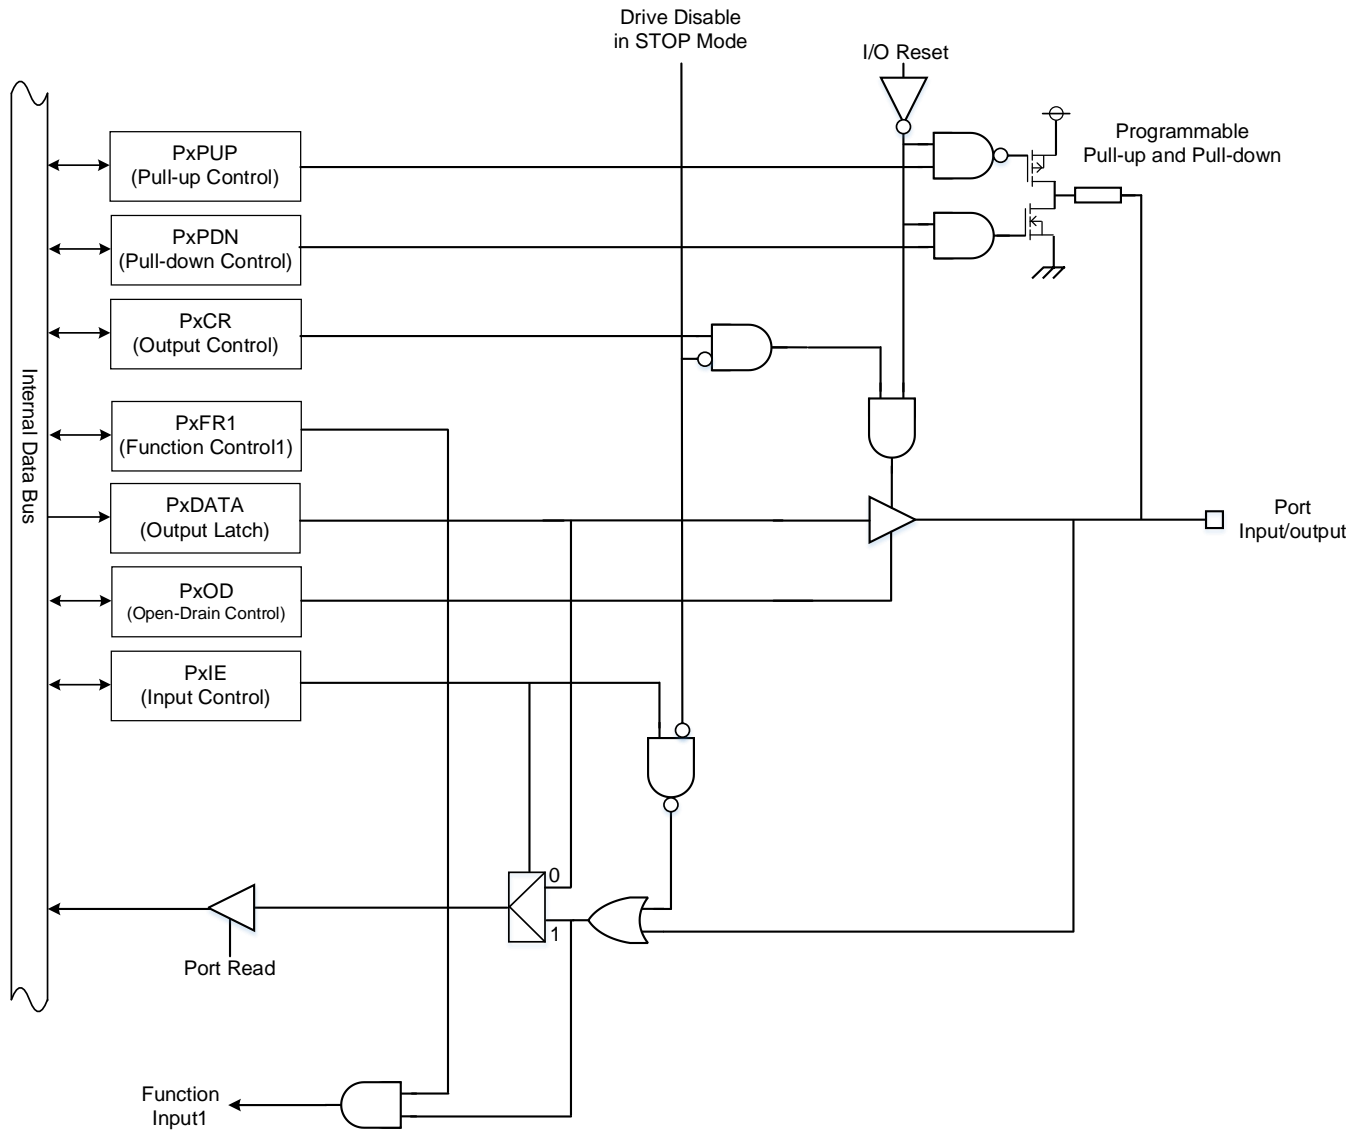 Drive Disable
in STOP Mode
I/O Reset
Programmable
Pull-up and Pull-down
PxPUP
(Pull-up Control)
PxPDN
(Pull-down Control)
PxCR
(Output Control)
Internal Data Bus
PxFR1
(Function Control1)
PxDATA
(Output Latch)
Port
Input/output
PxOD
(Open-Drain Control)
PxIE
(Input Control)
0
1
Port Read
Function
Input1